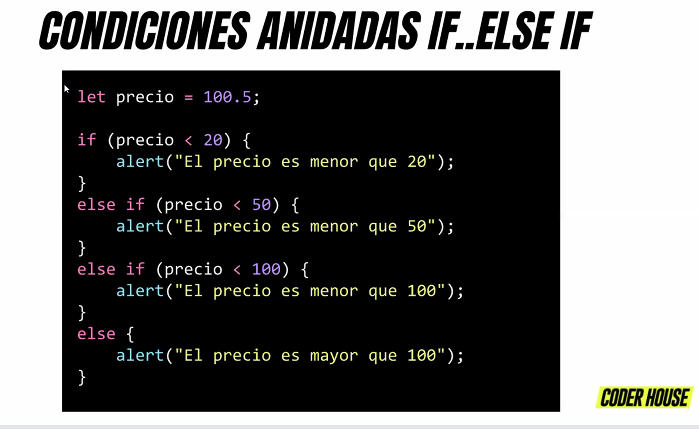 CONDICIONES ANIDADAS IF..ELSE IF
let precio = 100.5;
if (precio < 20) {
    alert("El precio es menor que 20");
}
else if (precio < 50) {
    alert("El precio es menor que 50");
}
else if (precio < 100) {
    alert("El precio es menor que 100");
}
else {
    alert("El precio es mayor que 100");
}
CODER HOUSE